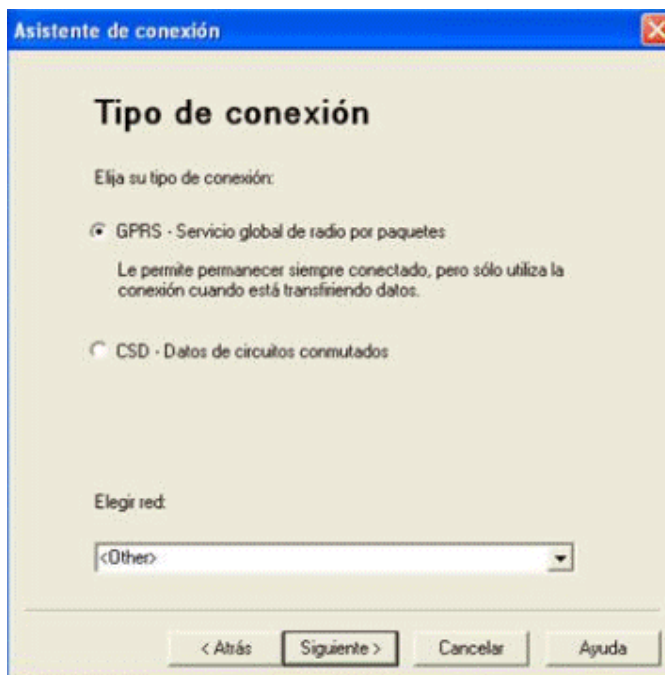 Asistente de conexión
Tipo de conexión
Elija su tipo de conexión:
GPRS - Servicio global de radio por paquetes
Le permite permanecer siempre conectado, pero sólo utiliza la
conexión cuando está transfiriendo datos.
CSD - Datos de circuitos conmutados
Elegir red:
<Other>
< Atrás Siguiente > Cancelar Ayuda